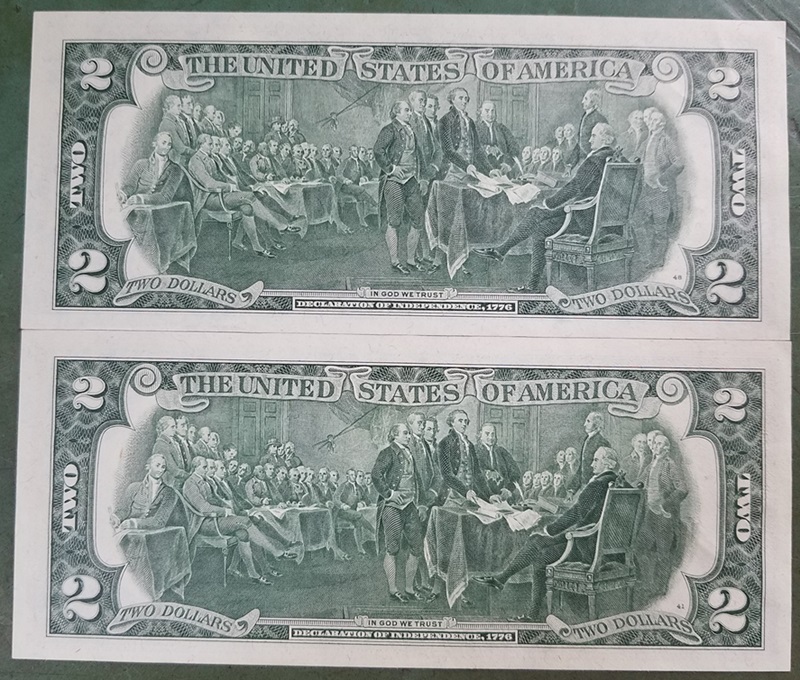 2 THE UNITED STATES OF AMERICA 2
TWO TWO
48
2 TWO DOLLARS IN GOD WE TRUST TWO DOLLARS 2
DECLARATION OF INDEPENDENCE, 1776
2 THE UNITED STATES OF AMERICA 2
TWO TWO
41
2 TWO DOLLARS IN GOD WE TRUST TWO DOLLARS 2
DECLARATION OF INDEPENDENCE, 1776